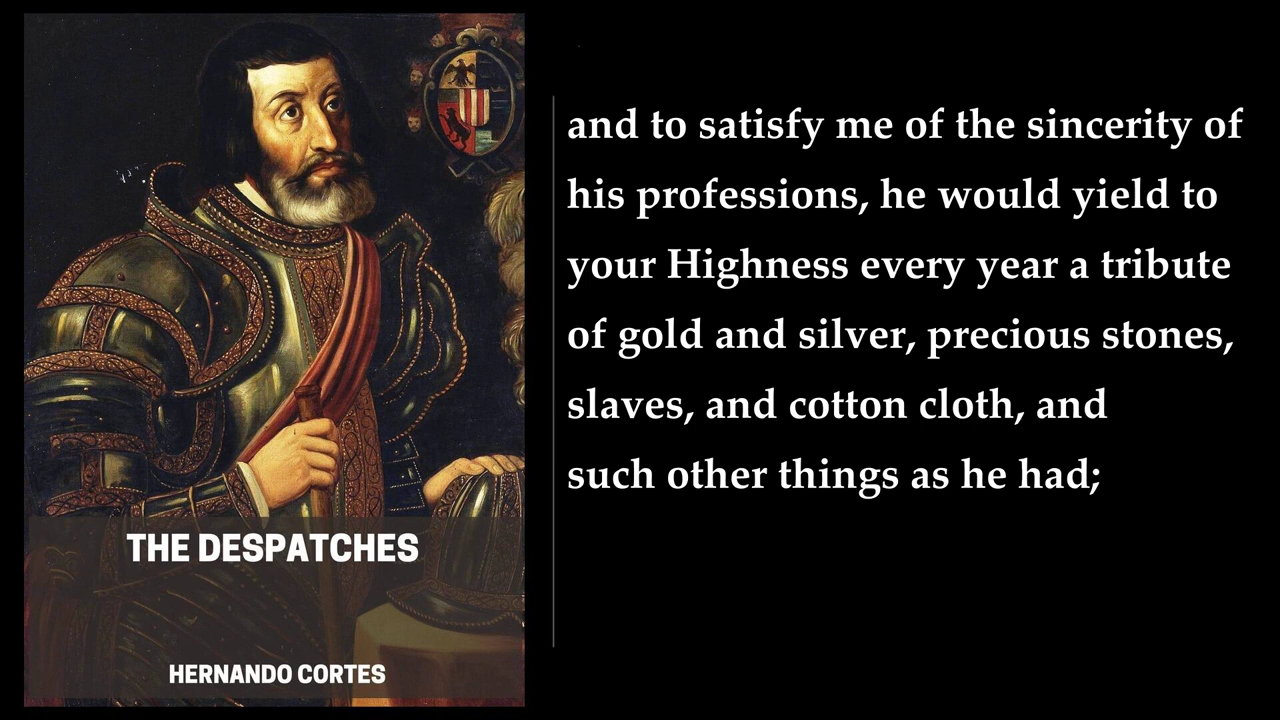 THE DESPATCHES
HERNANDO CORTES
and to satisfy me of the sincerity of
his professions, he would yield to
your Highness every year a tribute
of gold and silver, precious stones,
slaves, and cotton cloth, and
such other things as he had;